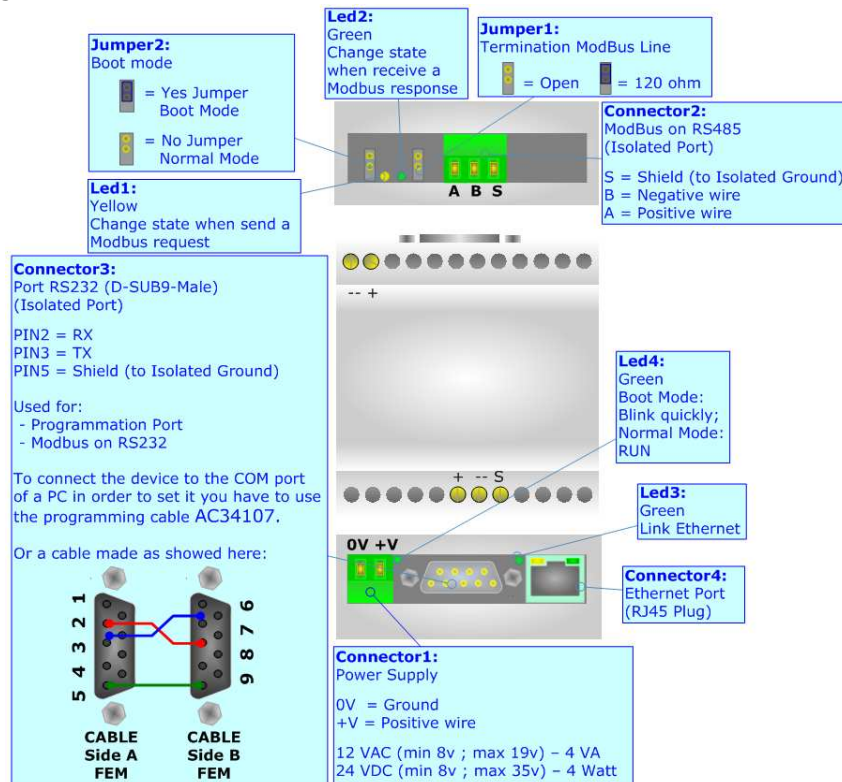 Jumper2:
Boot mode
= Yes Jumper
Boot Mode
= No Jumper
Normal Mode
Led2:
Green
Change state
when receive a
Modbus response
Jumper1:
Termination ModBus Line
= Open
= 120 ohm
Connector2:
ModBus on RS485
(Isolated Port)
S = Shield (to Isolated Ground)
B = Negative wire
A = Positive wire
A B S
Led1:
Yellow
Change state when send a
Modbus request
Connector3:
Port RS232 (D-SUB9-Male)
(Isolated Port)
PIN2 = RX
PIN3 = TX
PIN5 = Shield (to Isolated Ground)
Used for:
- Programmation Port
- Modbus on RS232
To connect the device to the COM port
of a PC in order to set it you have to use
the programming cable AC34107.
Or a cable made as showed here:
1
2
3
4
5
6
7
8
9
CABLE
Side A
FEM
CABLE
Side B
FEM
-- +
+ -- S
Led4:
Green
Boot Mode:
Blink quickly;
Normal Mode:
RUN
Led3:
Green
Link Ethernet
0V +V
Connector4:
Ethernet Port
(RJ45 Plug)
Connector1:
Power Supply
0V = Ground
+V = Positive wire
12 VAC (min 8v ; max 19v) – 4 VA
24 VDC (min 8v ; max 35v) – 4 Watt